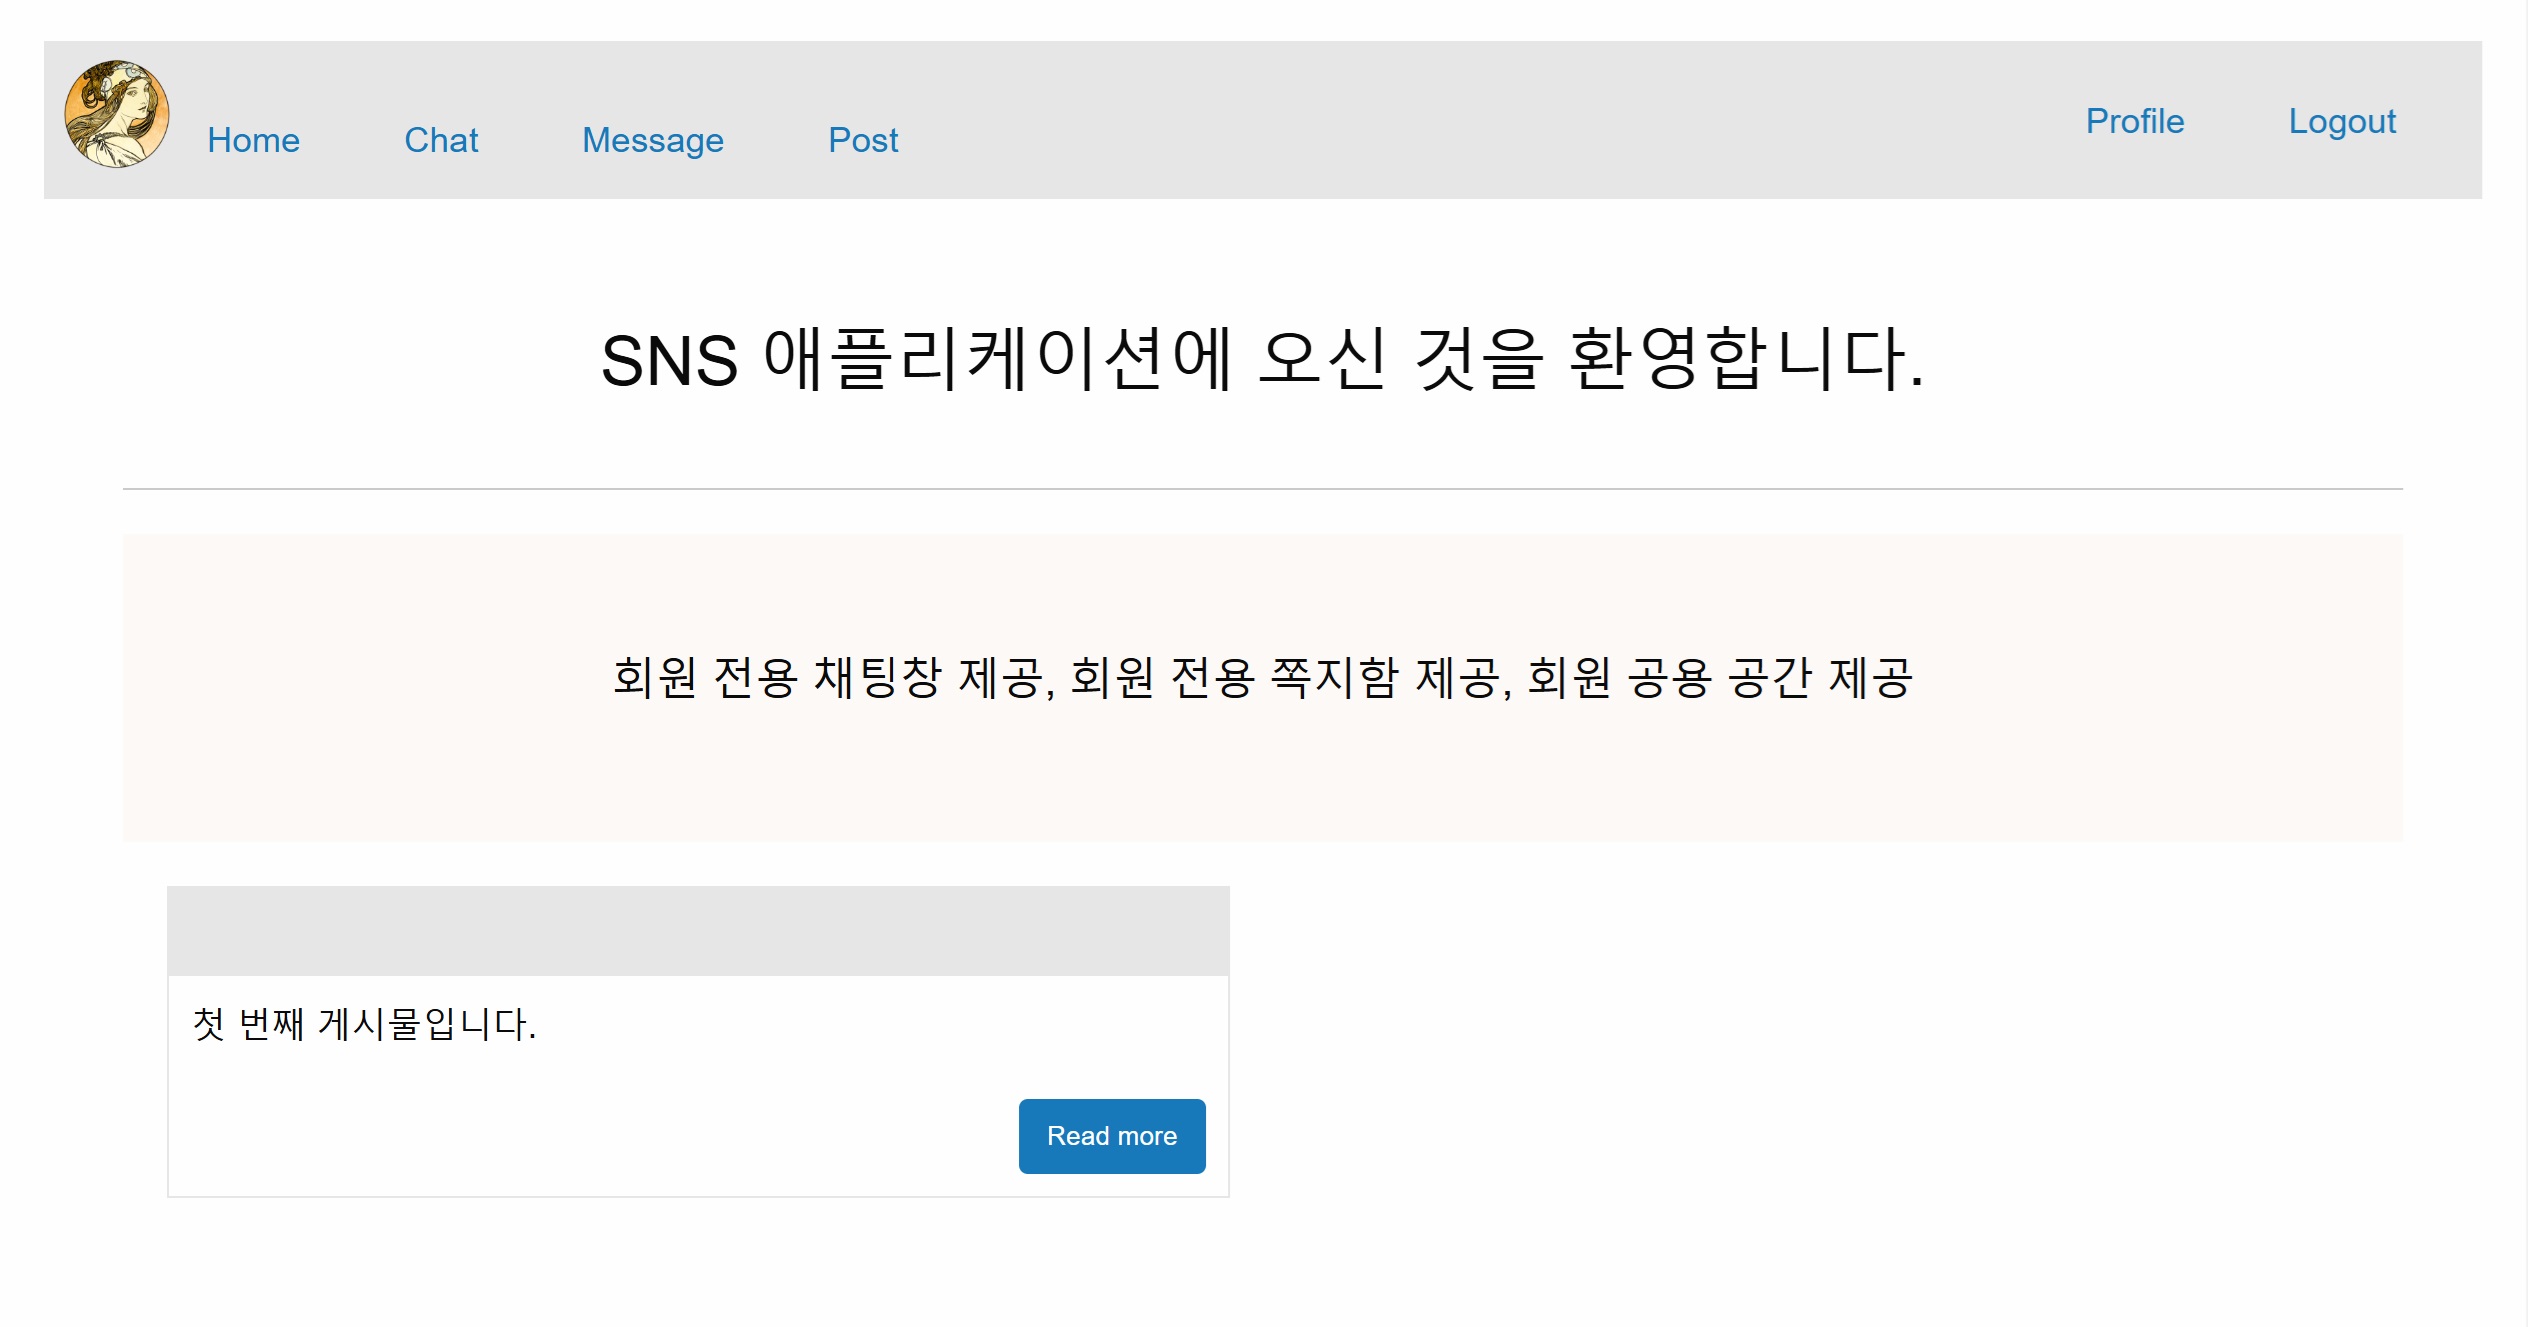 Home Chat Message Post Profile Logout
SNS 애플리케이션에 오신 것을 환영합니다.
회원 전용 채팅창 제공, 회원 전용 쪽지함 제공, 회원 공용 공간 제공
첫 번째 게시물입니다.
Read more